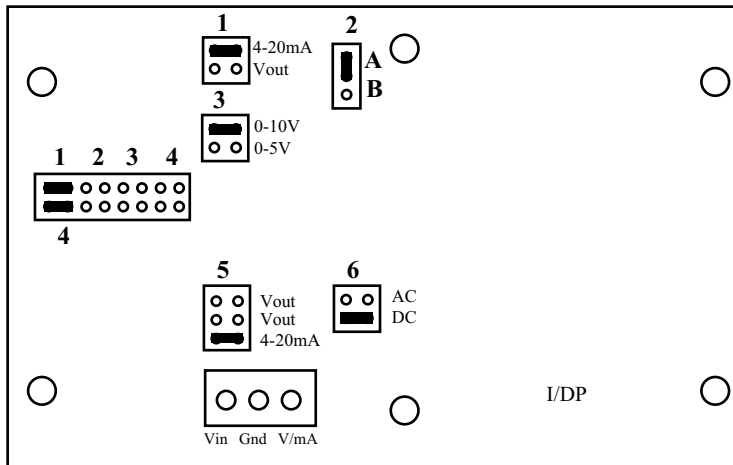 1
2
4-20mA
Vout
A
B
3
0-10V
0-5V
1 2 3 4
4
5
6
Vout
Vout
4-20mA
AC
DC
I/DP
Vin Gnd V/mA